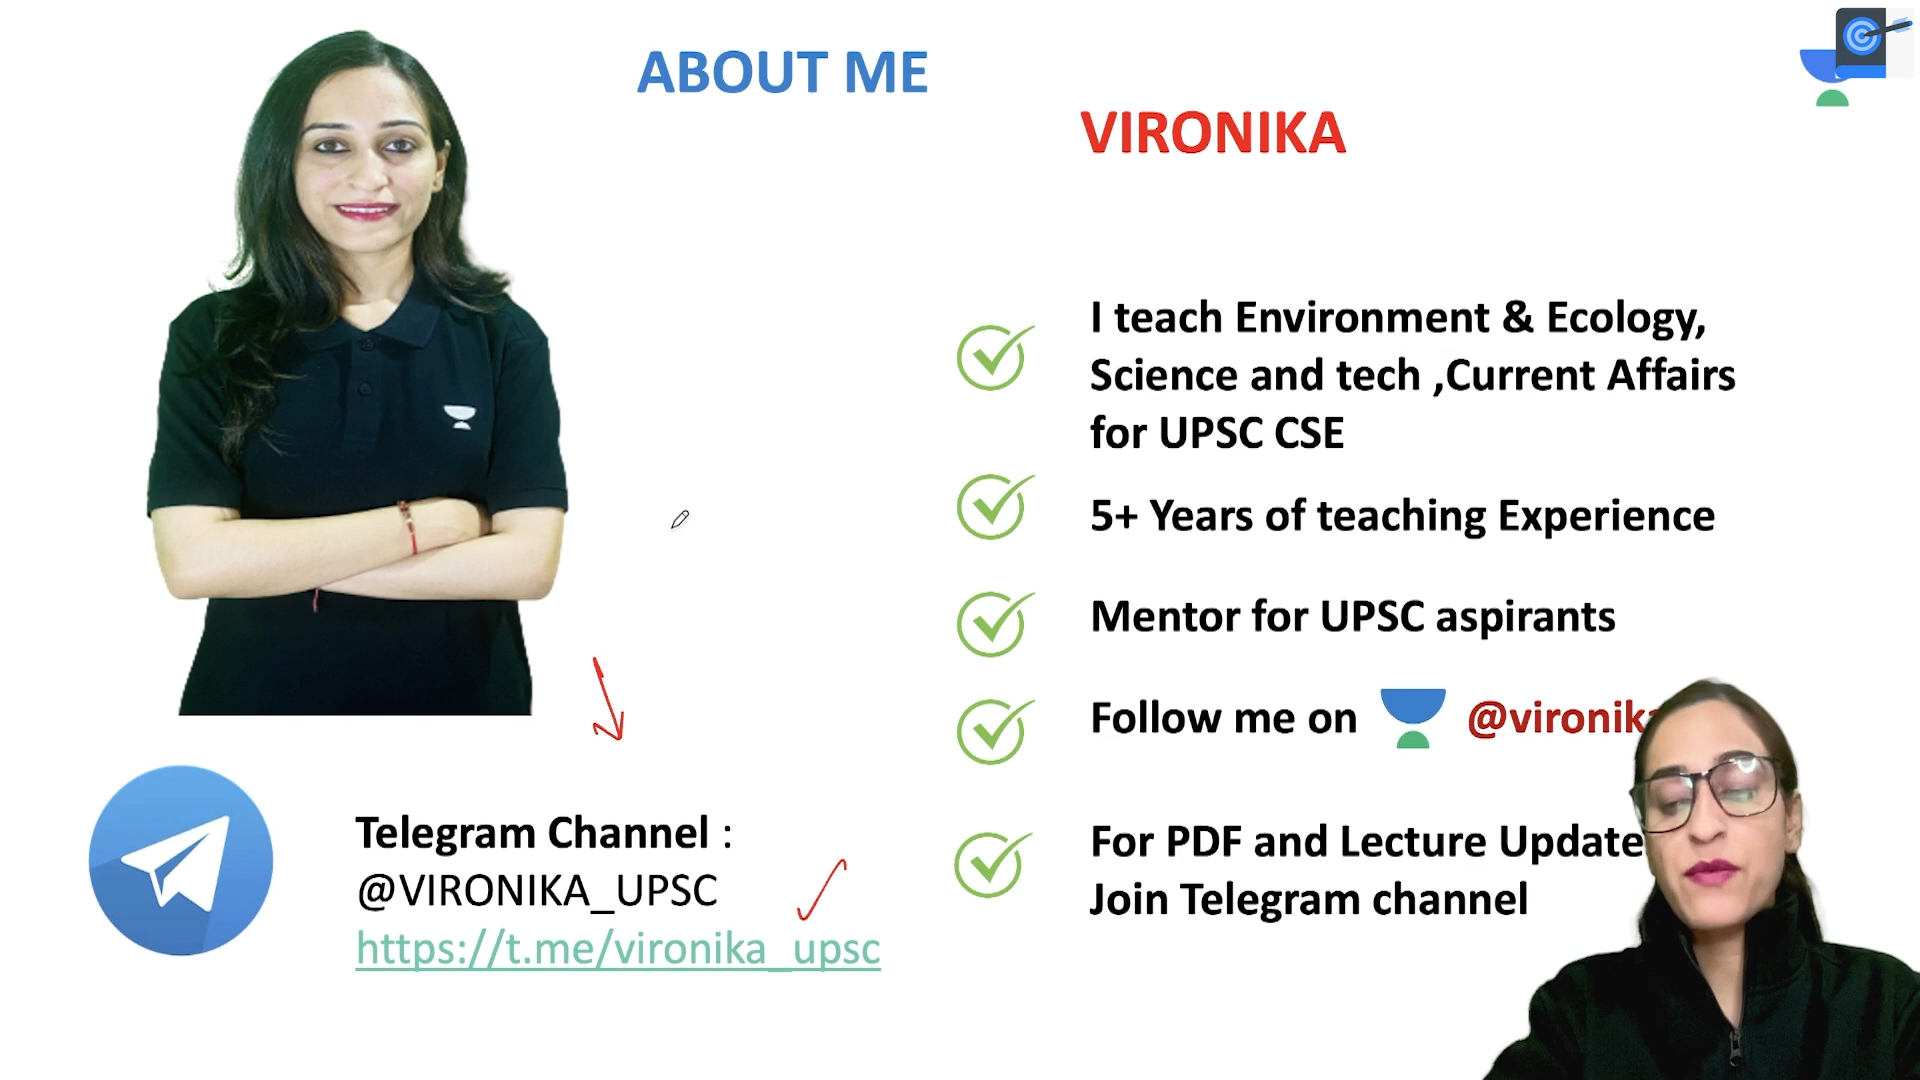 ABOUT ME
VIRONIKA
I teach Environment & Ecology,
Science and tech ,Current Affairs
for UPSC CSE
5+ Years of teaching Experience
Mentor for UPSC aspirants
Follow me on @vironika
For PDF and Lecture Update
Join Telegram channel
Telegram Channel :
@VIRONIKA_UPSC
https://t.me/vironika_upsc